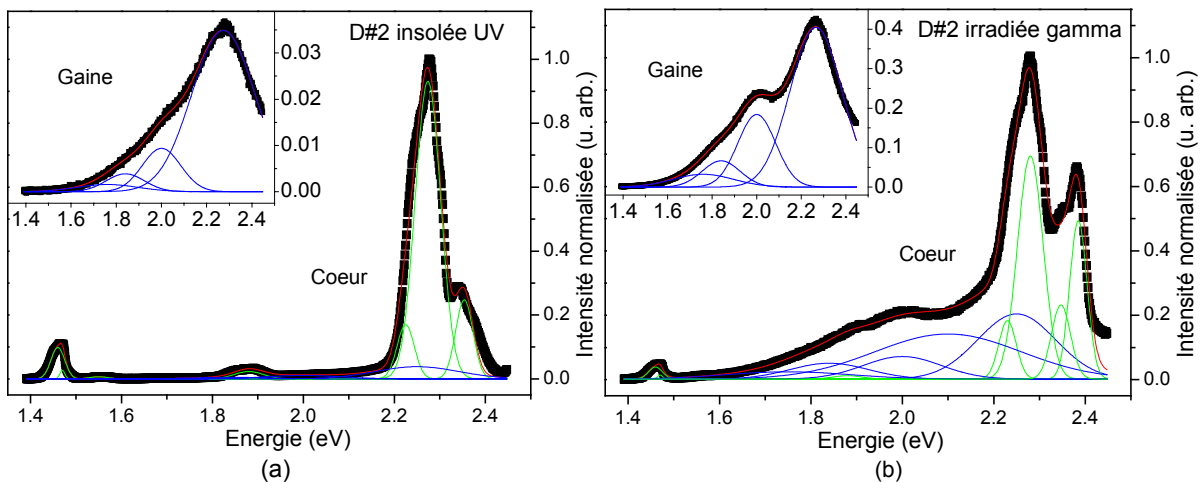 D#2 insolée UV
Gaine
0.03
0.02
0.01
0.00
1.4 1.6 1.8 2.0 2.2 2.4
Coeur
1.0
0.8
0.6
0.4
0.2
0.0
Intensité normalisée (u. arb.)
1.4 1.6 1.8 2.0 2.2 2.4
Energie (eV)
(a)
D#2 irradiée gamma
Gaine
0.4
0.3
0.2
0.1
0.0
1.4 1.6 1.8 2.0 2.2 2.4
Coeur
1.0
0.8
0.6
0.4
0.2
0.0
Intensité normalisée (u. arb.)
1.4 1.6 1.8 2.0 2.2 2.4
Energie (eV)
(b)